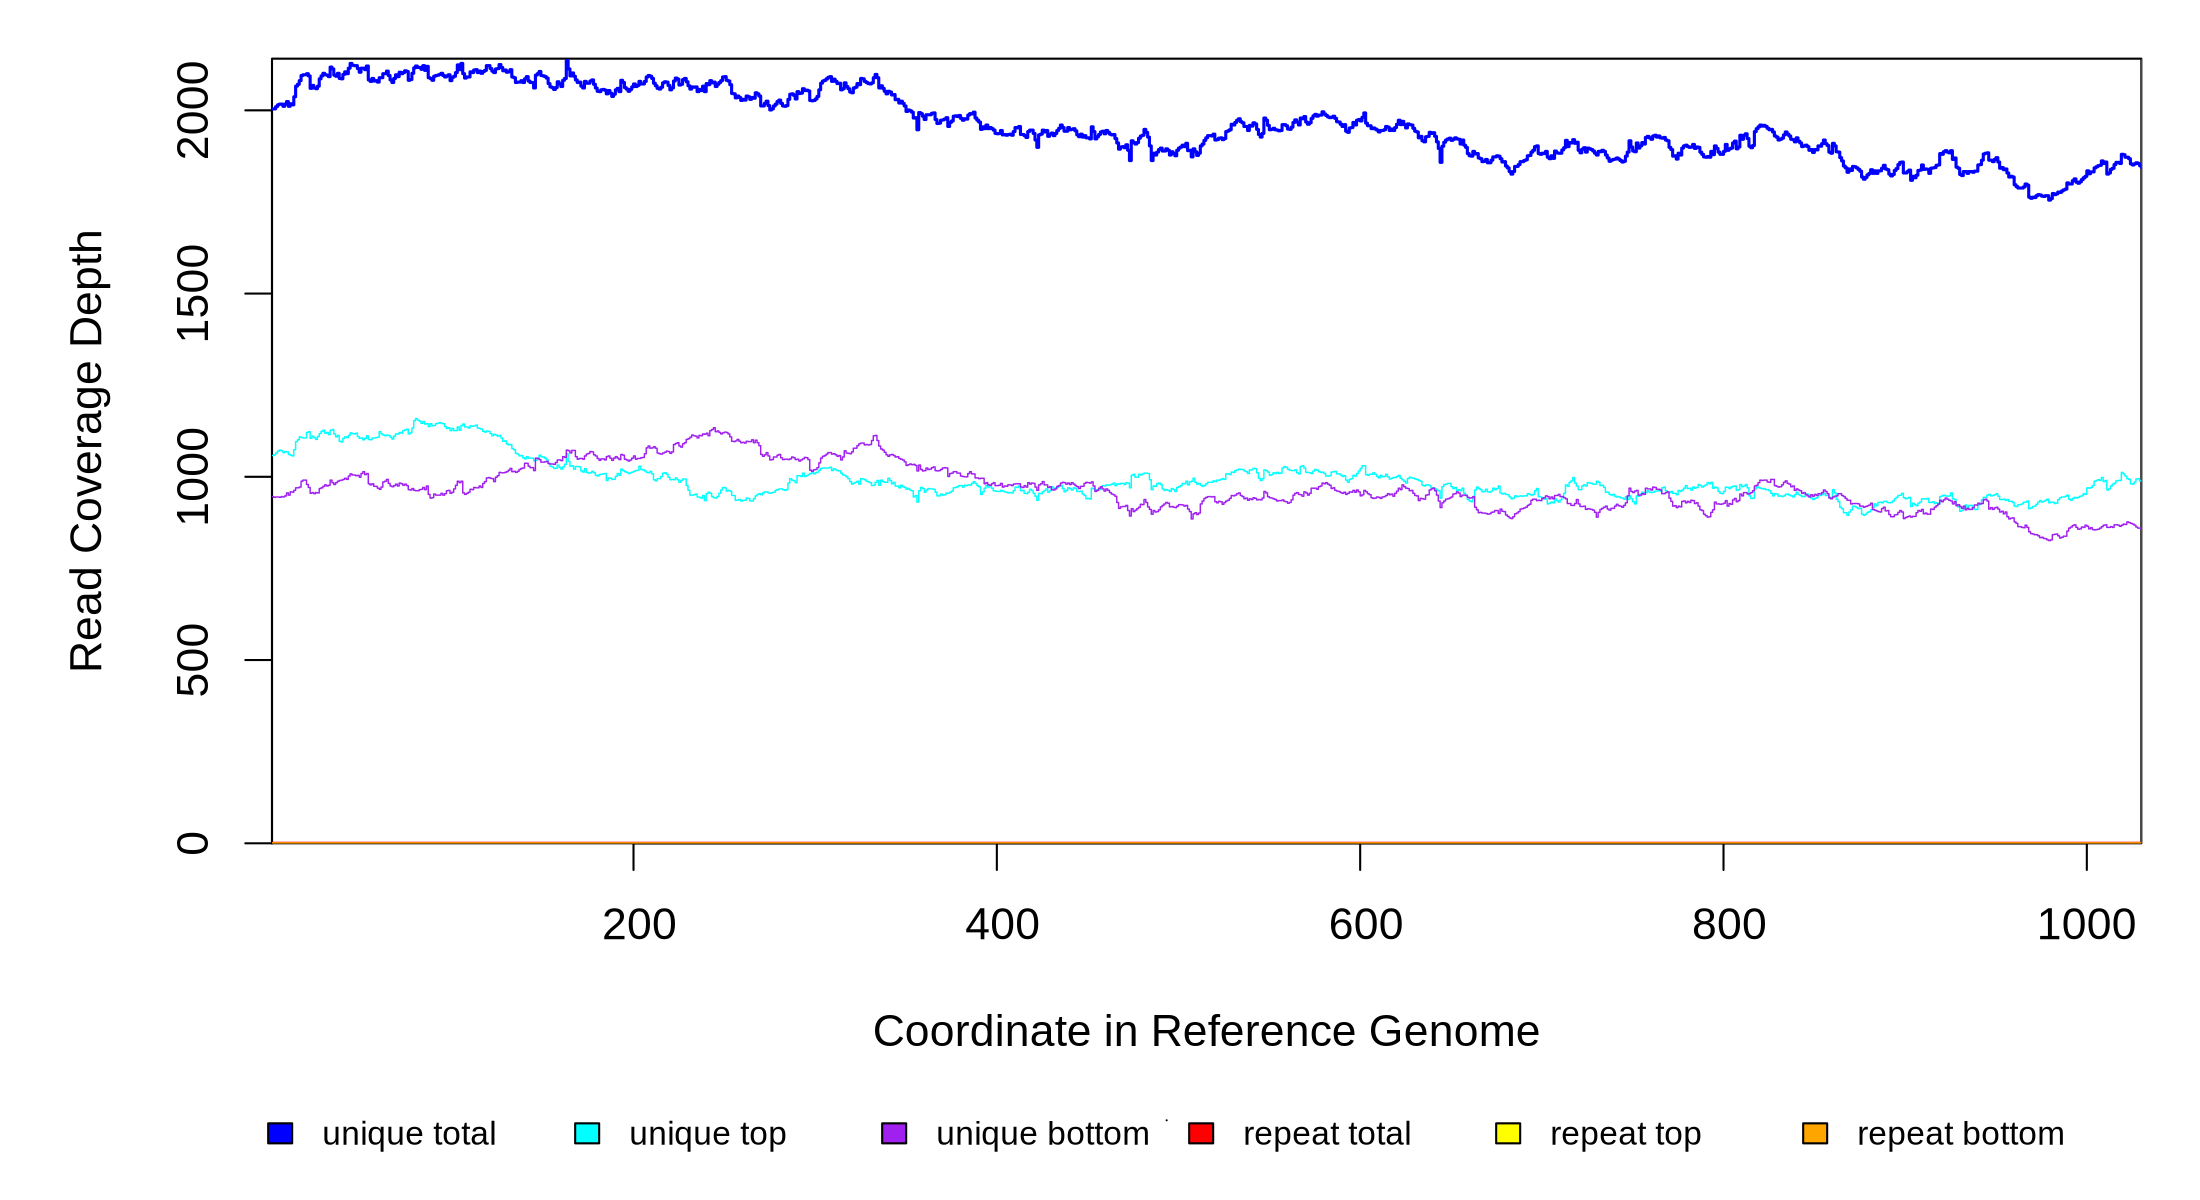 Read Coverage Depth
2000
1500
1000
500
0
200 400 600 800 1000
Coordinate in Reference Genome
unique total unique top unique bottom repeat total repeat top repeat bottom